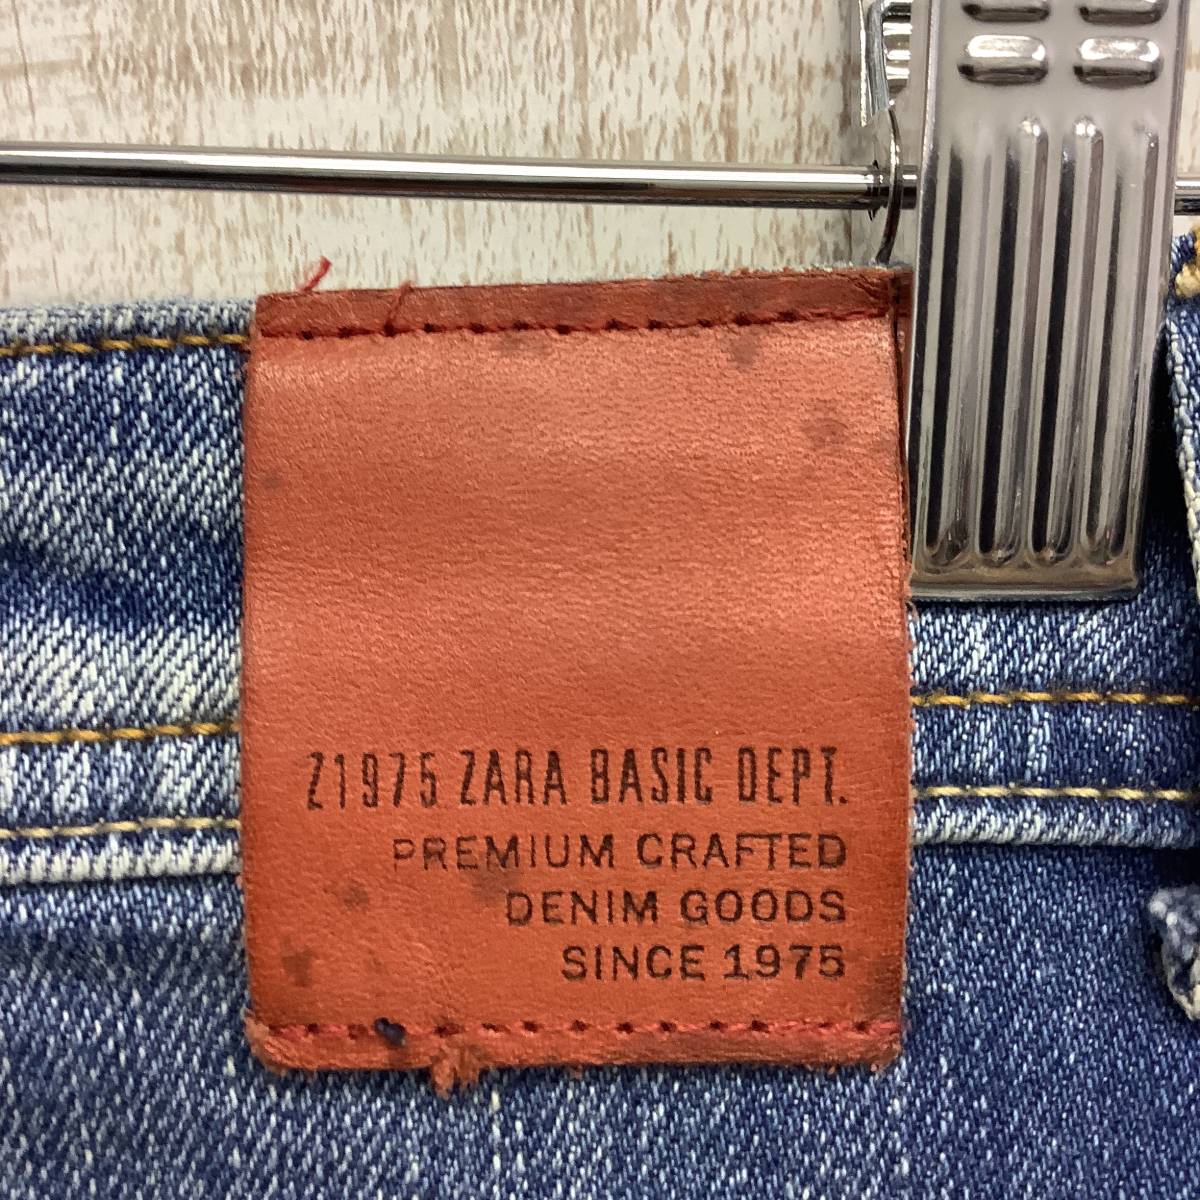 Z1975 ZARA BASIC DEPT.
PREMIUM CRAFTED
DENIM GOODS
SINCE 1975